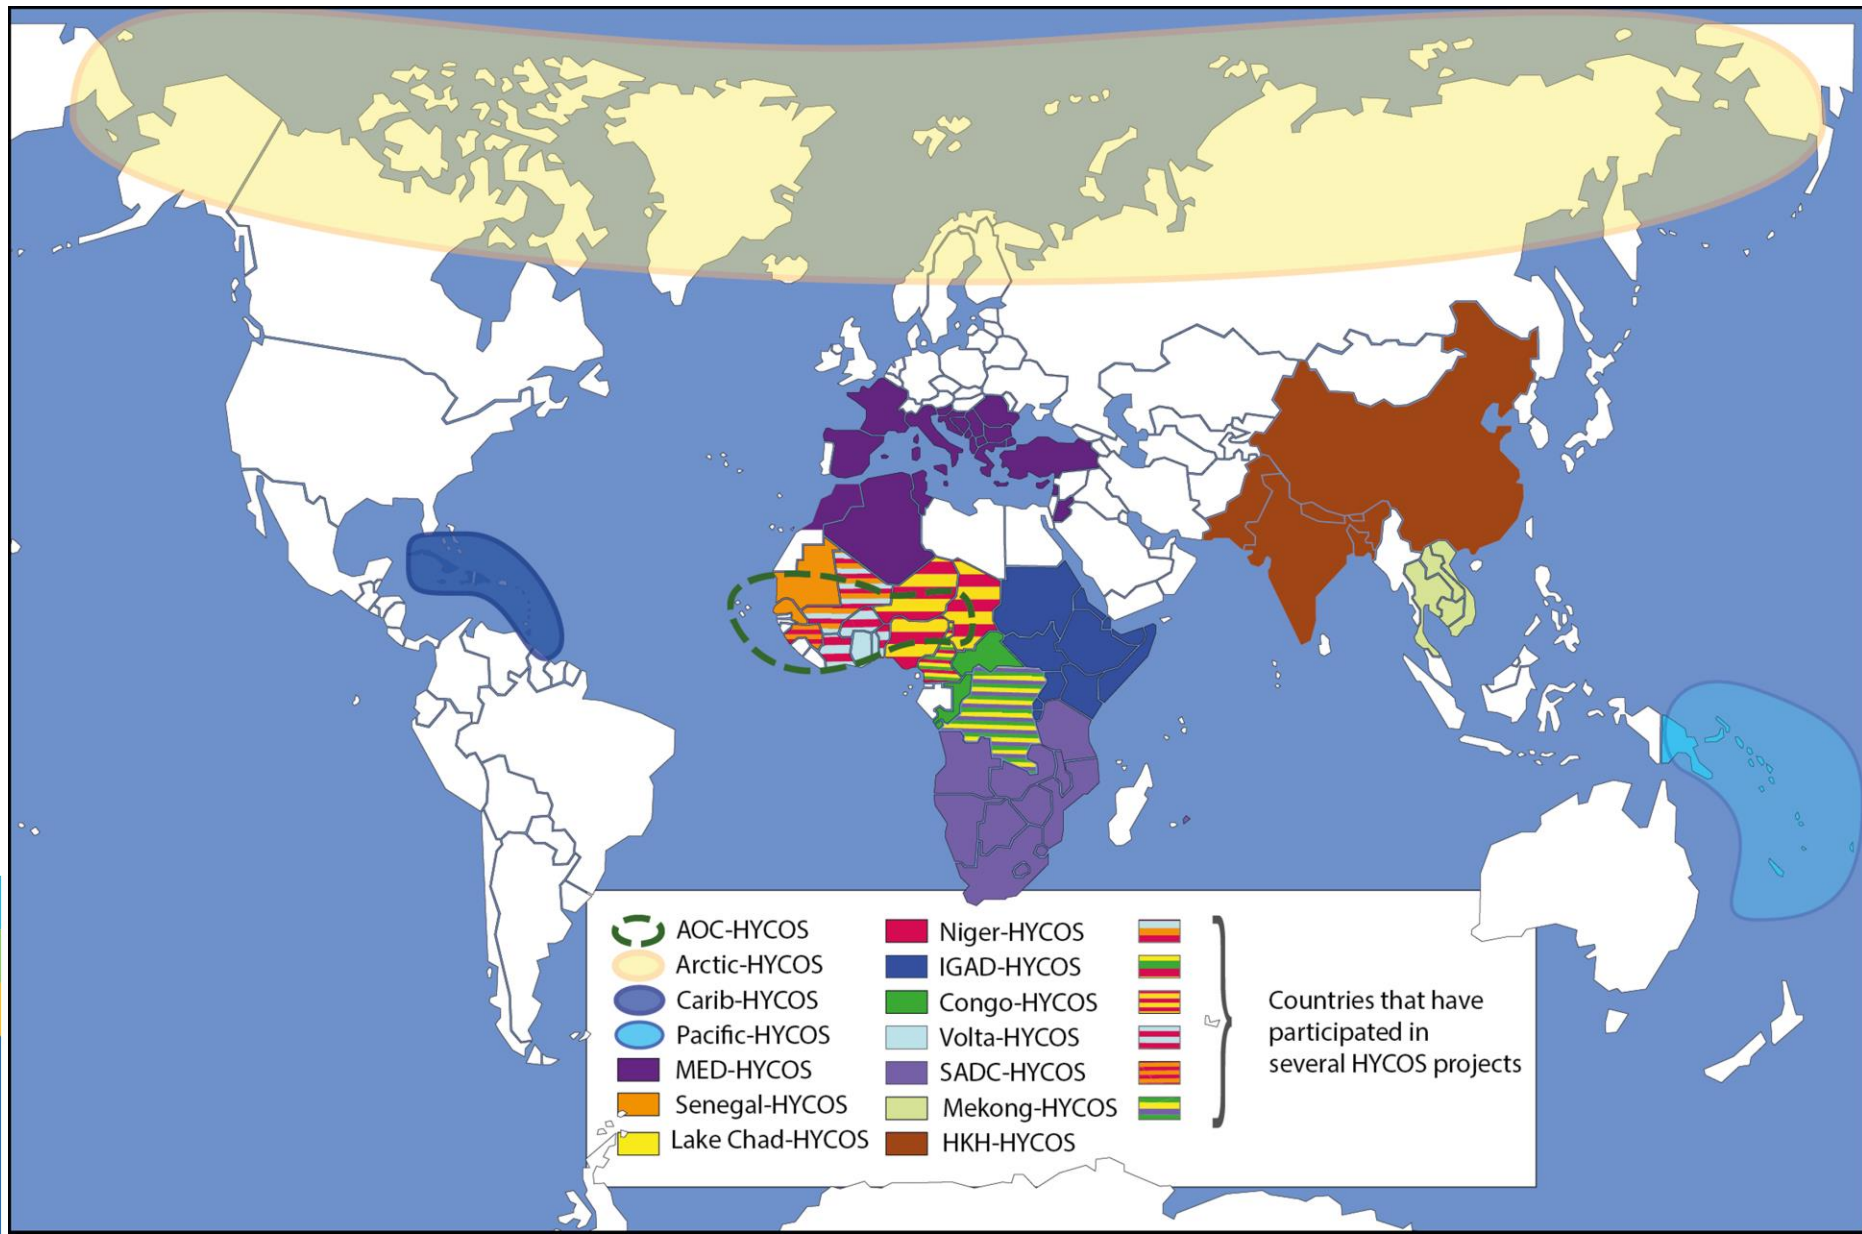 AOC-HYCOS
Arctic-HYCOS
Carib-HYCOS
Pacific-HYCOS
MED-HYCOS
Senegal-HYCOS
Lake Chad-HYCOS
Niger-HYCOS
IGAD-HYCOS
Congo-HYCOS
Volta-HYCOS
SADC-HYCOS
Mekong-HYCOS
HKH-HYCOS
Countries that have
participated in
several HYCOS projects